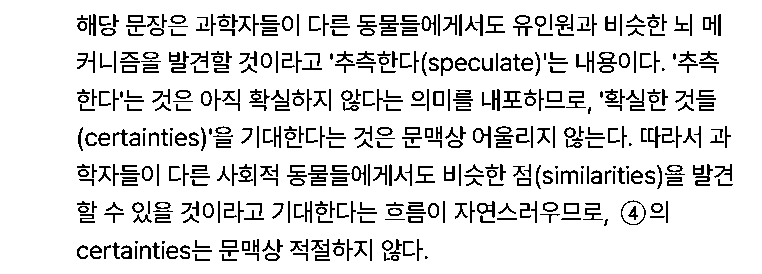 해당 문장은 과학자들이 다른 동물들에게서도 유인원과 비슷한 뇌 메
커니즘을 발견할 것이라고 '추측한다(speculate)'는 내용이다. '추측
한다'는 것은 아직 확실하지 않다는 의미를 내포하므로, '확실한 것들
(certainties)'을 기대한다는 것은 문맥상 어울리지 않는다. 따라서 과
학자들이 다른 사회적 동물들에게서도 비슷한 점(similarities)을 발견
할 수 있을 것이라고 기대한다는 흐름이 자연스러우므로, ④의
certainties는 문맥상 적절하지 않다.